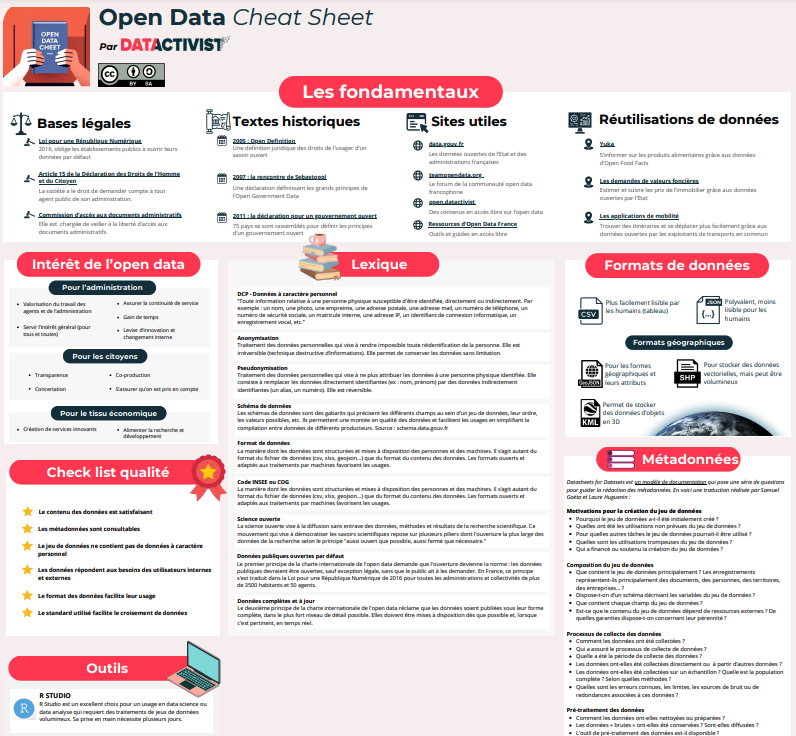 Open Data Cheat Sheet
OPEN
DATA
CHEET
Par DATACTIVIST
CC BY SA
Les fondamentaux
Bases légales
Loi pour une République Numérique
2016, oblige les établissements publics à ouvrir leurs
données par défaut
Article 15 de la Déclaration des Droits de l'Homme
et du Citoyen
La société a le droit de demander compte à tout
agent public de son administration.
Commission d'accès aux documents administratifs
Elle est chargée de veiller à la liberté d'accès aux
documents administratifs
Textes historiques
2005 : Open Definition
Une définition juridique des droits de l'usager d'un
savoir ouvert
2007 : la rencontre de Sebastopol
Une déclaration définissant les grands principes de
l'Open Government Data
2011 : la déclaration pour un gouvernement ouvert
75 pays se sont rassemblés pour définir les principes
d'un gouvernement ouvert
Sites utiles
data.gouv.fr
Les données ouvertes de l'Etat et des
administrations françaises
teamopendata.org
Le forum de la communauté open data
francophone
open.datactivist
Des contenus en accès libre sur l'open data
Ressources d'Open Data France
Outils et guides en accès libre
Réutilisations de données
Yuka
S'informer sur les produits alimentaires grâce aux données
d'Open Food Facts
Les demandes de valeurs foncières
Estimer et suivre les prix de l'immobilier grâce aux données
ouvertes par l'Etat
Les applications de mobilité
Trouver des itinéraires et se déplacer plus facilement grâce aux
données ouvertes par les exploitants de transports en commun
Intérêt de l'open data
Pour l'administration
Valorisation du travail des
agents et de l'administration
Servir l'intérêt général (pour
tous et toutes)
Assurer la continuité de service
Gain de temps
Levier d'innovation et
changement interne
Pour les citoyens
Transparence
Concertation
Co-production
S'assurer qu'on est pris en compte
Pour le tissu économique
Création de services innovants
Alimenter la recherche et
développement
Check list qualité
Le contenu des données est satisfaisant
Les métadonnées sont consultables
Le jeu de données ne contient pas de données à caractère
personnel
Les données répondent aux besoins des utilisateurs internes
et externes
Le format des données facilite leur usage
Le standard utilisé facilite le croisement de données
Outils
R
R STUDIO
R Studio est un excellent choix pour un usage en data science ou
data analyse qui requiert des traitements de jeux de données
volumineux. Sa prise en main nécessite plusieurs jours.
Lexique
DCP - Données à caractère personnel
"Toute information relative à une personne physique susceptible d'être identifiée, directement ou indirectement. Par
exemple : un nom, une photo, une empreinte, une adresse postale, une adresse mail, un numéro de téléphone, un
numéro de sécurité sociale, un matricule interne, une adresse IP, un identifiant de connexion informatique, un
enregistrement vocal, etc."
Anonymisation
Traitement des données personnelles qui vise à rendre impossible toute réidentification de la personne. Elle est
irréversible (technique destructive d'informations). Elle permet de conserver les données sans limitation.
Pseudonymisation
Traitement des données personnelles qui vise à ne plus attribuer les données à une personne physique identifiée. Elle
consiste à remplacer les données directement identifiantes (ex : nom, prénom) par des données indirectement
identifiantes (un alias, un numéro). Elle est réversible.
Schéma de données
Les schémas de données sont des gabarits qui précisent les différents champs au sein d'un jeu de données, leur ordre,
les valeurs possibles, etc. Ils permettent une montée en qualité des données et facilitent les usages en simplifiant la
compilation entre données de différents producteurs. Source : schema.data.gouv.fr
Format de données
La manière dont les données sont structurées et mises à disposition des personnes et des machines. Il s'agit autant du
format du fichier de données (csv, xlsx, geojson...) que du format du contenu des données. Les formats ouverts et
adaptés aux traitements par machines favorisent les usages.
Code INSEE ou COG
La manière dont les données sont structurées et mises à disposition des personnes et des machines. Il s'agit autant du
format du fichier de données (csv, xlsx, geojson...) que du format du contenu des données. Les formats ouverts et
adaptés aux traitements par machines favorisent les usages.
Science ouverte
La science ouverte vise à la diffusion sans entrave des données, méthodes et résultats de la recherche scientifique. Ce
mouvement qui vise à démocratiser les savoirs scientifiques repose sur plusieurs piliers dont l'ouverture la plus large
des données de la recherche selon le principe "aussi ouvert que possible, aussi fermé que nécessaire."
Données publiques ouvertes par défaut
Le premier principe de la charte internationale de l'open data demande que l'ouverture devienne la norme : les données
publiques devraient être ouvertes, sauf exception légale, sans que le public ait à les demander. En France, ce principe
s'est traduit dans la Loi pour une République Numérique de 2016 pour toutes les administrations et collectivités de plus
de 3500 habitants et 50 agents.
Données complètes et à jour
Le deuxième principe de la charte internationale de l'open data réclame que les données soient publiées sous leur forme
complète, dans le plus fort niveau de détail possible. Elles doivent être mises à disposition dès que possible et, lorsque
c'est pertinent, en temps réel.
Formats de données
CSV
Plus facilement lisible par
les humains (tableau)
JSON
{...}
Polyvalent, moins
lisible pour les
humains
Formats géographiques
GeoJSON
Pour les formes
géographiques et
leurs attributs
SHP
Pour stocker des données
vectorielles, mais peut être
volumineux
KML
Permet de stocker
des données d'objets
en 3D
Métadonnées
Datasheets for Datasets est un modèle de documentation qui pose une série de questions
pour guider la rédaction des métadonnées. En voici une traduction réalisée par Samuel
Goëta et Laure Huguenin :
Motivations pour la création du jeu de données
Pourquoi le jeu de données a-t-il été initialement créé ?
Quelles ont été les utilisations non prévues du jeu de données ?
Pour quelles autres tâches le jeu de données pourrait-il être utilisé ?
Quelles sont les utilisations trompeuses du jeu de données ?
Qui a financé ou soutenu la création du jeu de données ?
Composition du jeu de données
Que contient le jeu de données principalement ? Les enregistrements
représentent-ils principalement des documents, des personnes, des territoires,
des entreprises... ?
Dispose-t-on d'un schéma décrivant les variables du jeu de données ?
Que contient chaque champ du jeu de données ?
Est-ce que le contenu du jeu de données dépend de ressources externes ? De
quelles garanties dispose-t-on concernant leur pérennité ?
Processus de collecte des données
Comment les données ont été collectées ?
Qui a assuré le processus de collecte de données ?
Quelle a été la période de collecte des données ?
Les données ont-elles été collectées directement ou à partir d'autres données ?
Les données ont-elles été collectées sur un échantillon ? Quelle est la population
complète ? Selon quelles méthodes ?
Quelles sont les erreurs connues, les limites, les sources de bruit ou de
redondances associées à ces données ?
Pré-traitement des données
Comment les données ont-elles nettoyées ou préparées ?
Les données « brutes » ont-elles été conservées ? Sont-elles diffusées ?
L'outil de pré-traitement des données est-il disponible ?